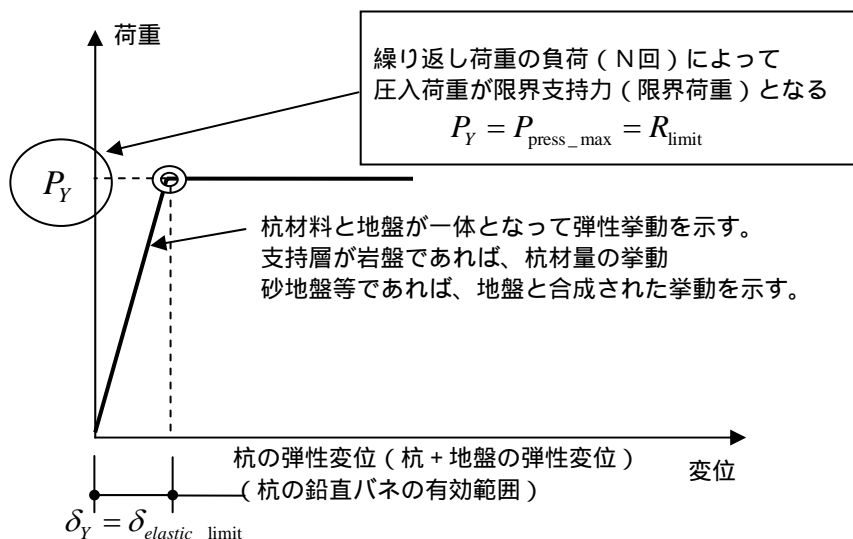 荷重
繰り返し荷重の負荷（Ｎ回）によって
圧入荷重が限界支持力（限界荷重）となる
P_Y = P_press_max = R_limit
P_Y
杭材料と地盤が一体となって弾性挙動を示す。
支持層が岩盤であれば、杭材量の挙動
砂地盤等であれば、地盤と合成された挙動を示す。
杭の弾性変位（杭＋地盤の弾性変位）
（杭の鉛直バネの有効範囲）
変位
δ_Y = δ_elastic_limit